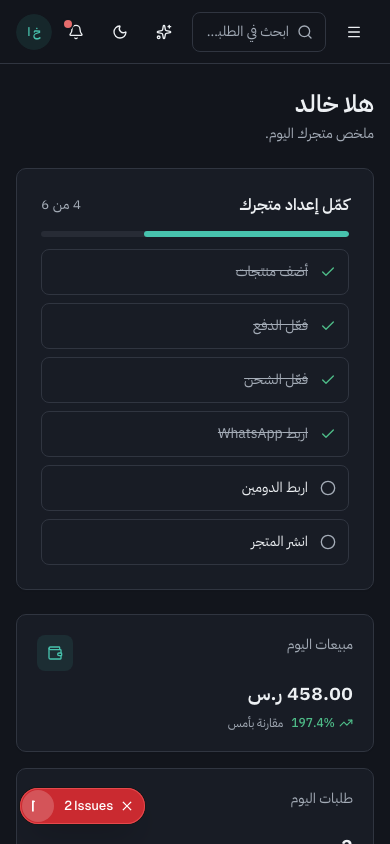 ابحث في الطلبـ...
خ ا
هلا خالد
ملخص متجرك اليوم.
كمّل إعداد متجرك
4 من 6
أضف منتجات
فعّل الدفع
فعّل الشحن
اربط WhatsApp
اربط الدومين
انشر المتجر
مبيعات اليوم
458.00 ر.س
197.4% مقارنة بأمس
طلبات اليوم
2 Issues